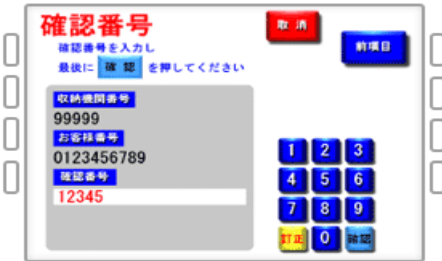 確認番号
取消
前項目
確認番号を入力し
最後に 確認 を押してください
収納機関番号
99999
お客様番号
0123456789
確認番号
12345
1 2 3
4 5 6
7 8 9
訂正 0 確認